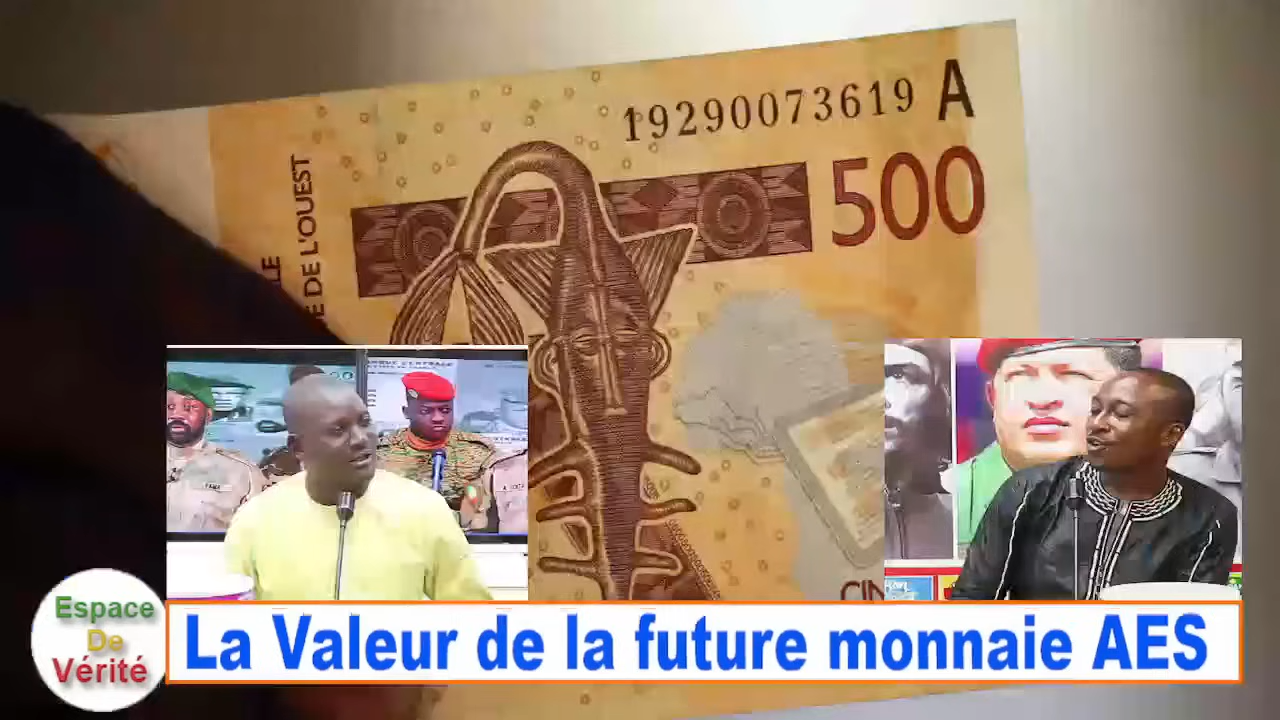 19290073619 A
500
DE L'OUEST
Espace
De
Vérité
La Valeur de la future monnaie AES